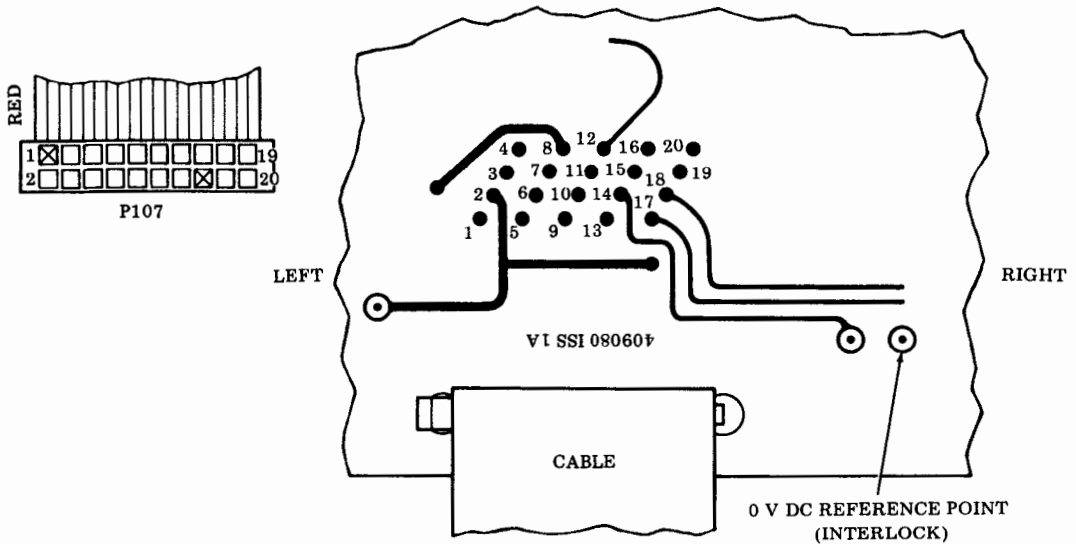 RED
1 19
2 20
P107
4 8 12 16 20
3 7 11 15 19
2 6 10 14 18
1 5 9 13 17
LEFT
RIGHT
409080 ISS 1A
CABLE
0 V DC REFERENCE POINT
(INTERLOCK)